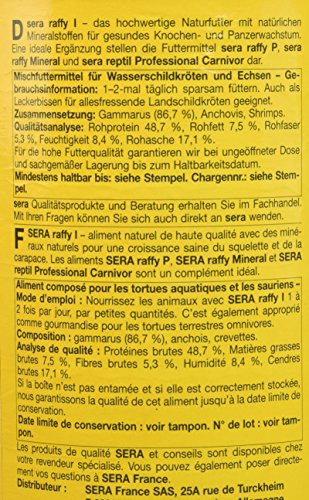 D sera raffy I - das hochwertige Naturfutter mit natürlichen
Mineralstoffen für gesundes Knochen- und Panzerwachstum.
Eine ideale Ergänzung stellen die Futtermittel sera raffy P, sera
raffy Mineral und sera reptil Professional Carnivor dar.
Mischfuttermittel für Wasserschildkröten und Echsen – Ge-
brauchsinformation: 1–2-mal täglich sparsam füttern. Auch als
Leckerbissen für allesfressende Landschildkröten geeignet.
Zusammensetzung: Gammarus (86,7 %), Anchovis, Shrimps.
Qualitätsanalyse: Rohprotein 48,7 %, Rohfett 7,5 %, Rohfaser
5,3 %, Feuchtigkeit 8,4 %, Rohasche 17,1 %.
Für die hohe Futterqualität garantieren wir bei ungeöffneter Dose
und sachgemäßer Lagerung bis zum Haltbarkeitsdatum.
Mindestens haltbar bis: siehe Stempel. Chargennr.: siehe Stem-
pel.
sera Qualitätsprodukte und Beratung erhalten Sie im Fachhandel.
Mit Ihren Fragen können Sie sich auch direkt an sera wenden.
F SERA raffy I - aliment naturel de haute qualité avec des miné-
raux naturels pour une croissance saine du squelette et de la
carapace. Les aliments SERA raffy P, SERA raffy Mineral et SERA
reptil Professional Carnivor sont un complément idéal.
Aliment composé pour les tortues aquatiques et les sauriens –
Mode d'emploi : Nourrissez les animaux avec SERA raffy I 1 à
2 fois par jour, par petites quantités. C'est également approprié
comme gourmandise pour les tortues terrestres omnivores.
Composition : gammarus (86,7 %), anchois, crevettes.
Analyse de qualité : Protéines brutes 48,7 %, Matières grasses
brutes 7,5 %, Fibres brutes 5,3 %, Humidité 8,4 %, Cendres
brutes 17,1 %.
Si la boîte n'est pas entamée et si elle est correctement stockée,
nous garantissons la qualité de cet aliment jusqu'à la date limite de
conservation.
Date limite de conservation : voir tampon. N° de lot : voir tam-
pon.
Les produits de qualité SERA et conseils sont disponibles chez
votre revendeur spécialisé. Vous pouvez également poser direct-
ement vos questions à SERA France.
Distributeur : SERA France SAS, 25A rue de Turckheim